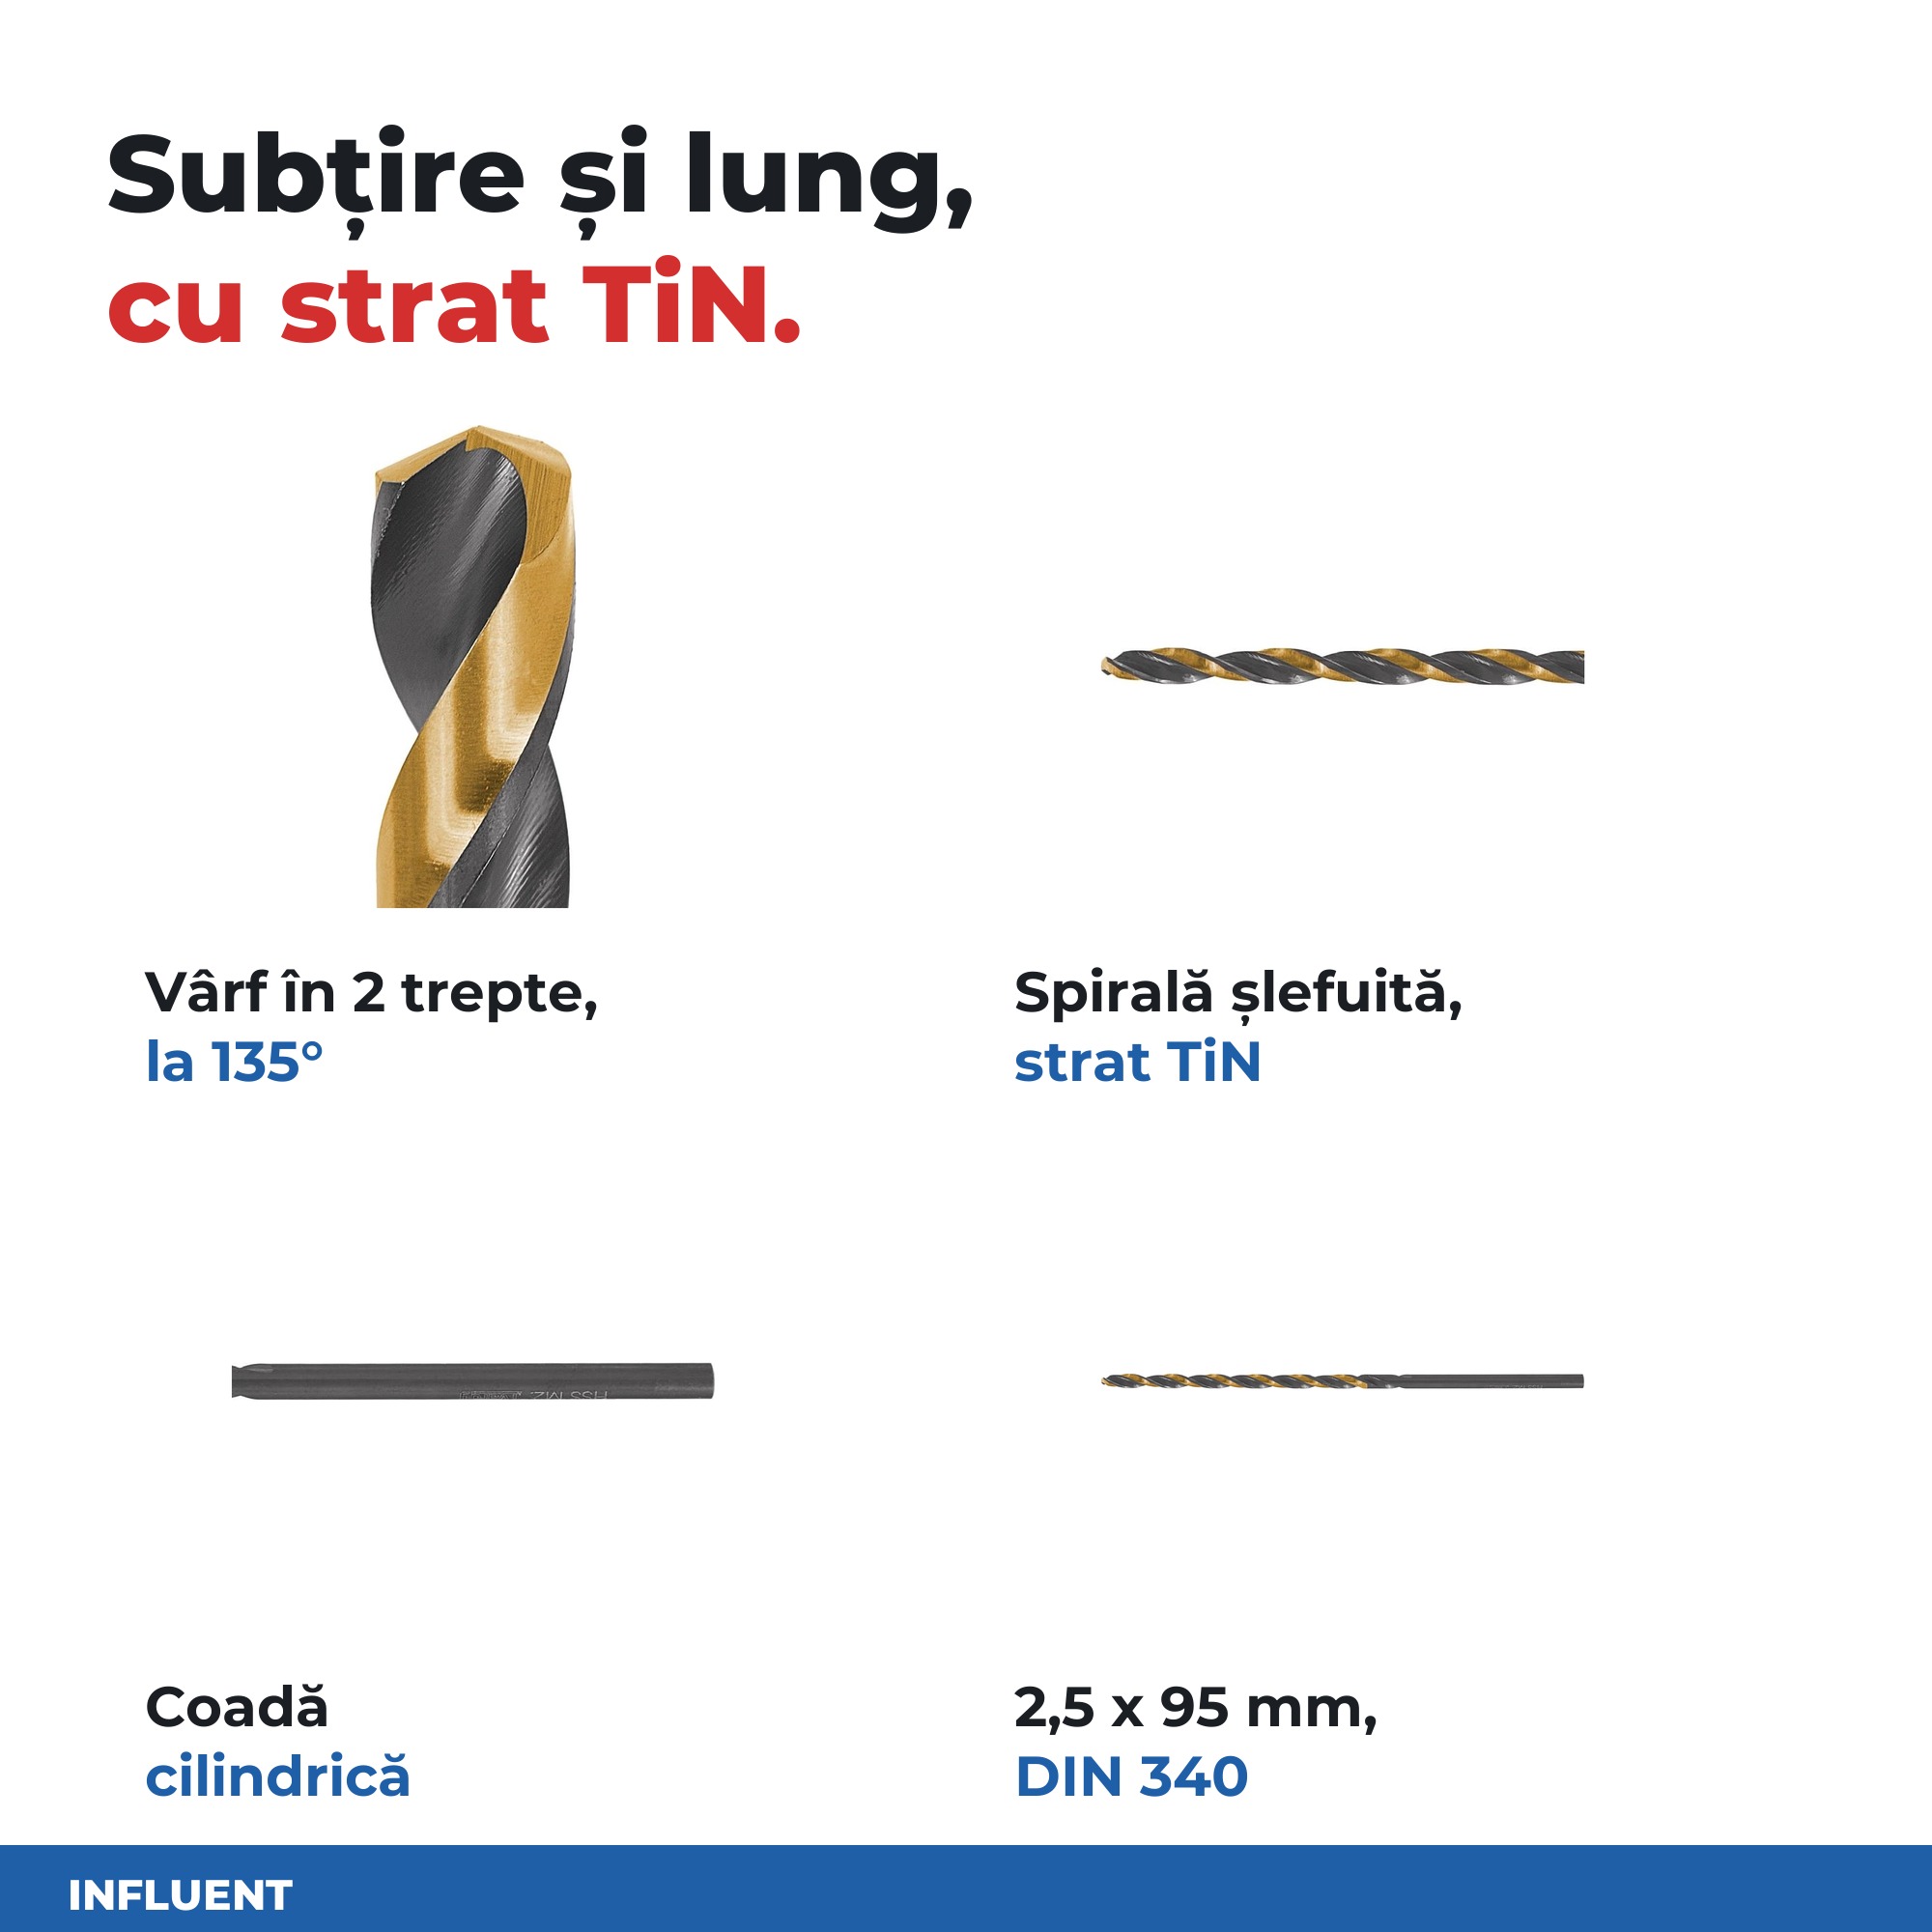 Subțire și lung,
cu strat TiN.
Vârf în 2 trepte,
la 135°
Spirală șlefuită,
strat TiN
Coadă
cilindrică
2,5 x 95 mm,
DIN 340
INFLUENT